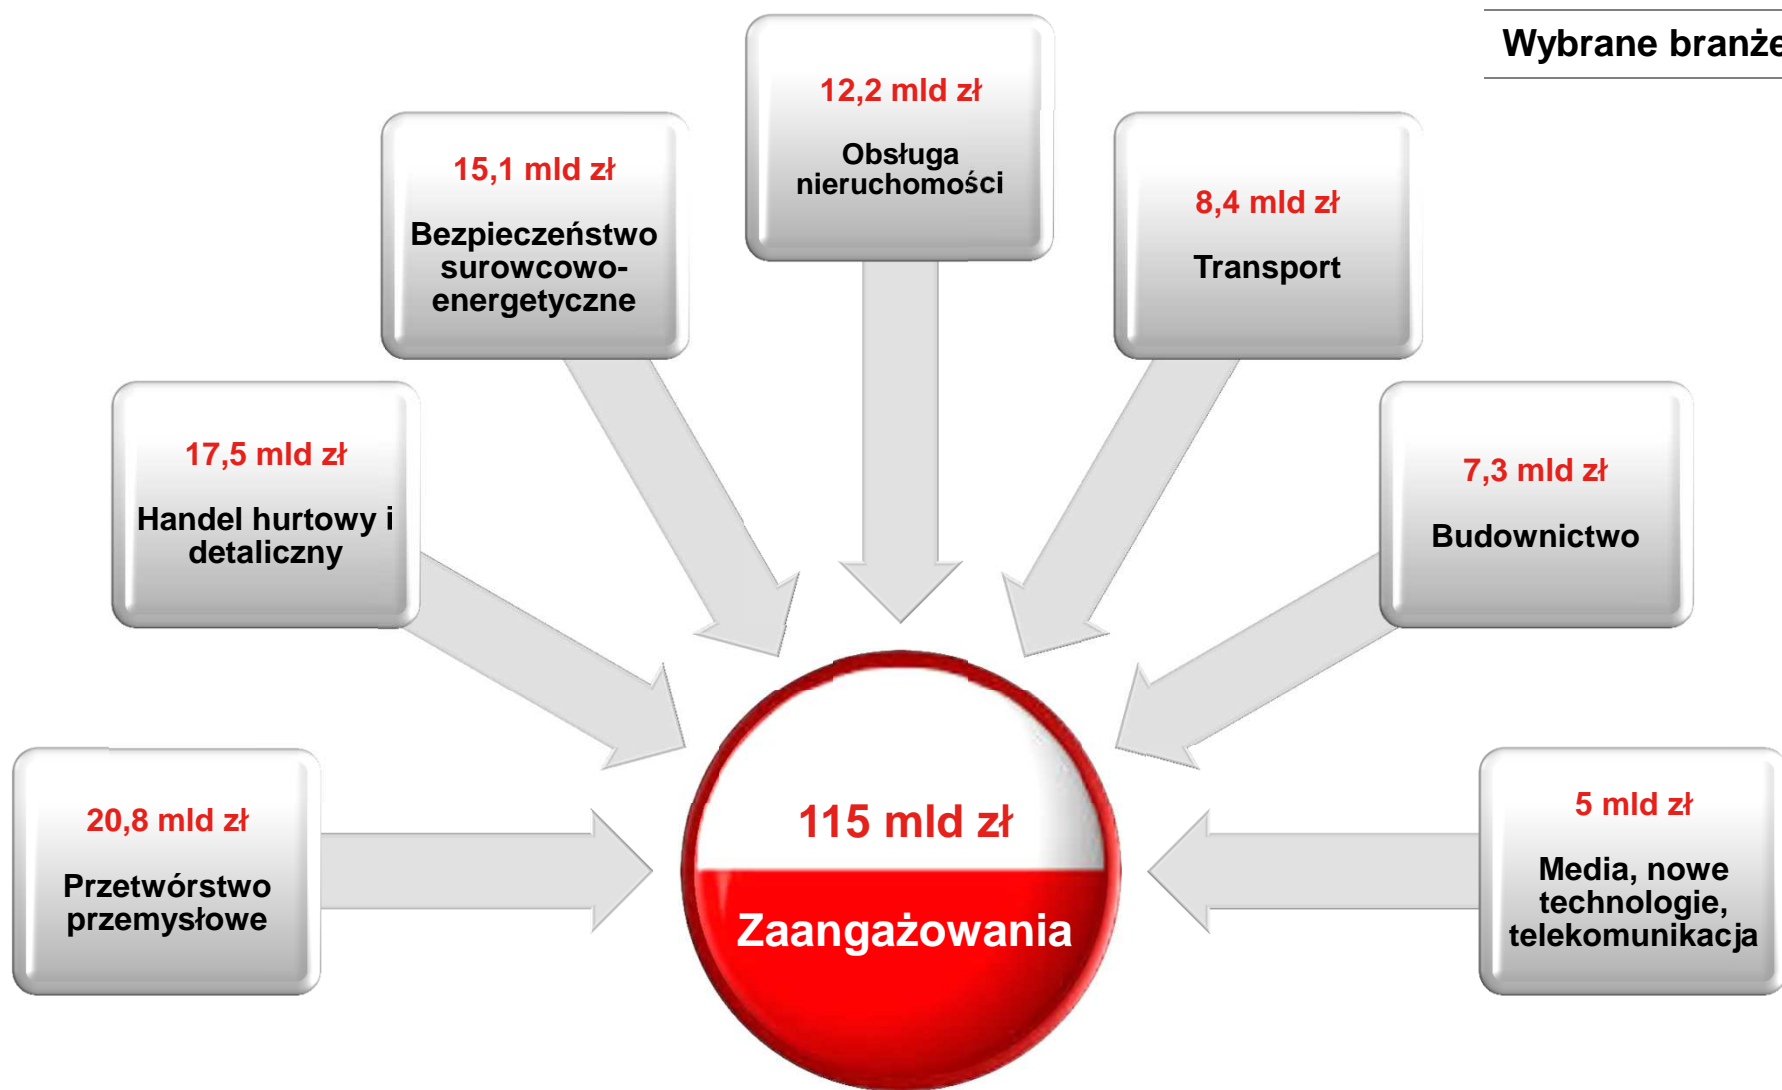 Wybrane branże
12,2 mld zł
Obsługa
nieruchomości
15,1 mld zł
Bezpieczeństwo
surowcowo-
energetyczne
8,4 mld zł
Transport
17,5 mld zł
Handel hurtowy i
detaliczny
7,3 mld zł
Budownictwo
20,8 mld zł
Przetwórstwo
przemysłowe
115 mld zł
Zaangażowania
5 mld zł
Media, nowe
technologie,
telekomunikacja